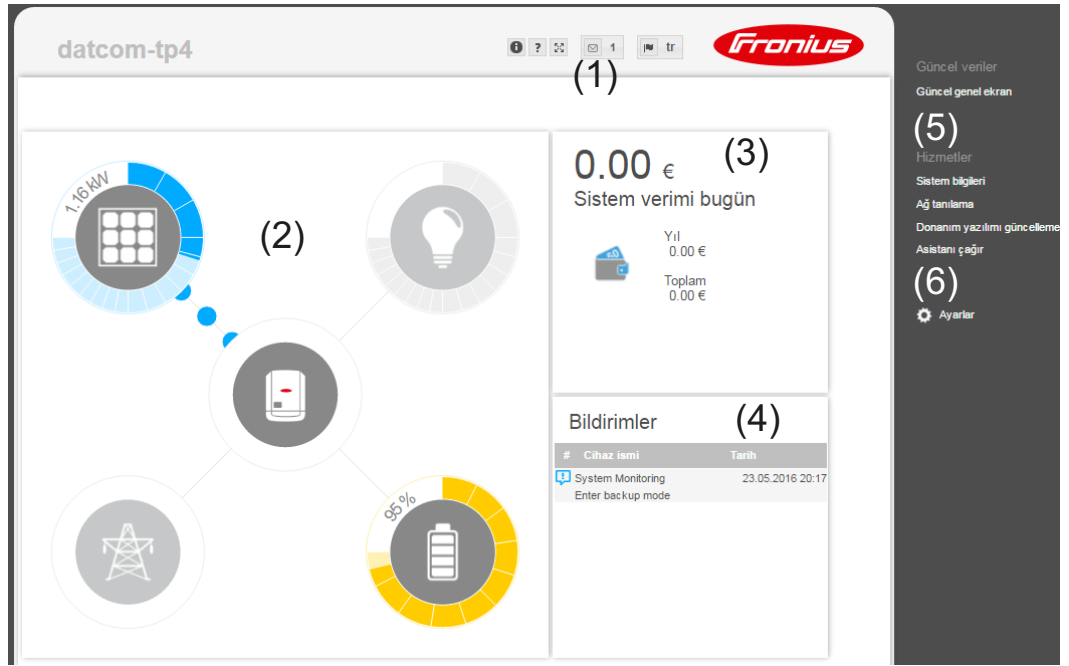 datcom-tp4
i ? 1 tr
Fronius
(1)
1.16 kW
(2)
95 %
0.00 €
(3)
Sistem verimi bugün
Yıl
0.00 €
Toplam
0.00 €
Bildirimler
(4)
# Cihaz ismi Tarih
System Monitoring 23.05.2016 20:17
Enter backup mode
Güncel veriler
Güncel genel ekran
(5)
Hizmetler
Sistem bilgileri
Ağ tanılama
Donanım yazılımı güncelleme
Asistanı çağır
(6)
Ayarlar